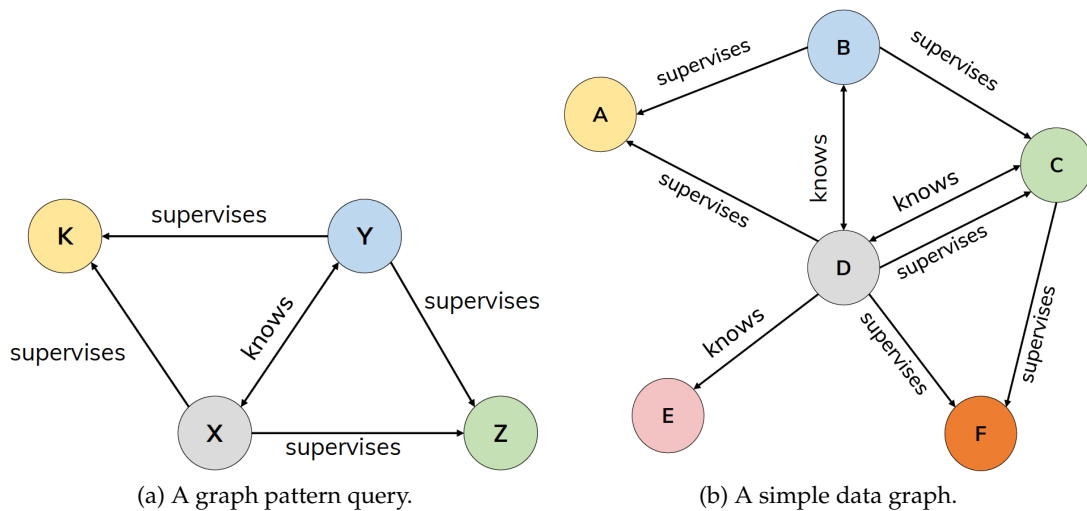 K
supervises
Y
supervises
knows
supervises
X
supervises
Z
(a) A graph pattern query.
B
supervises
supervises
A
C
knows
knows
supervises
D
supervises
knows
supervises
supervises
E
F
(b) A simple data graph.